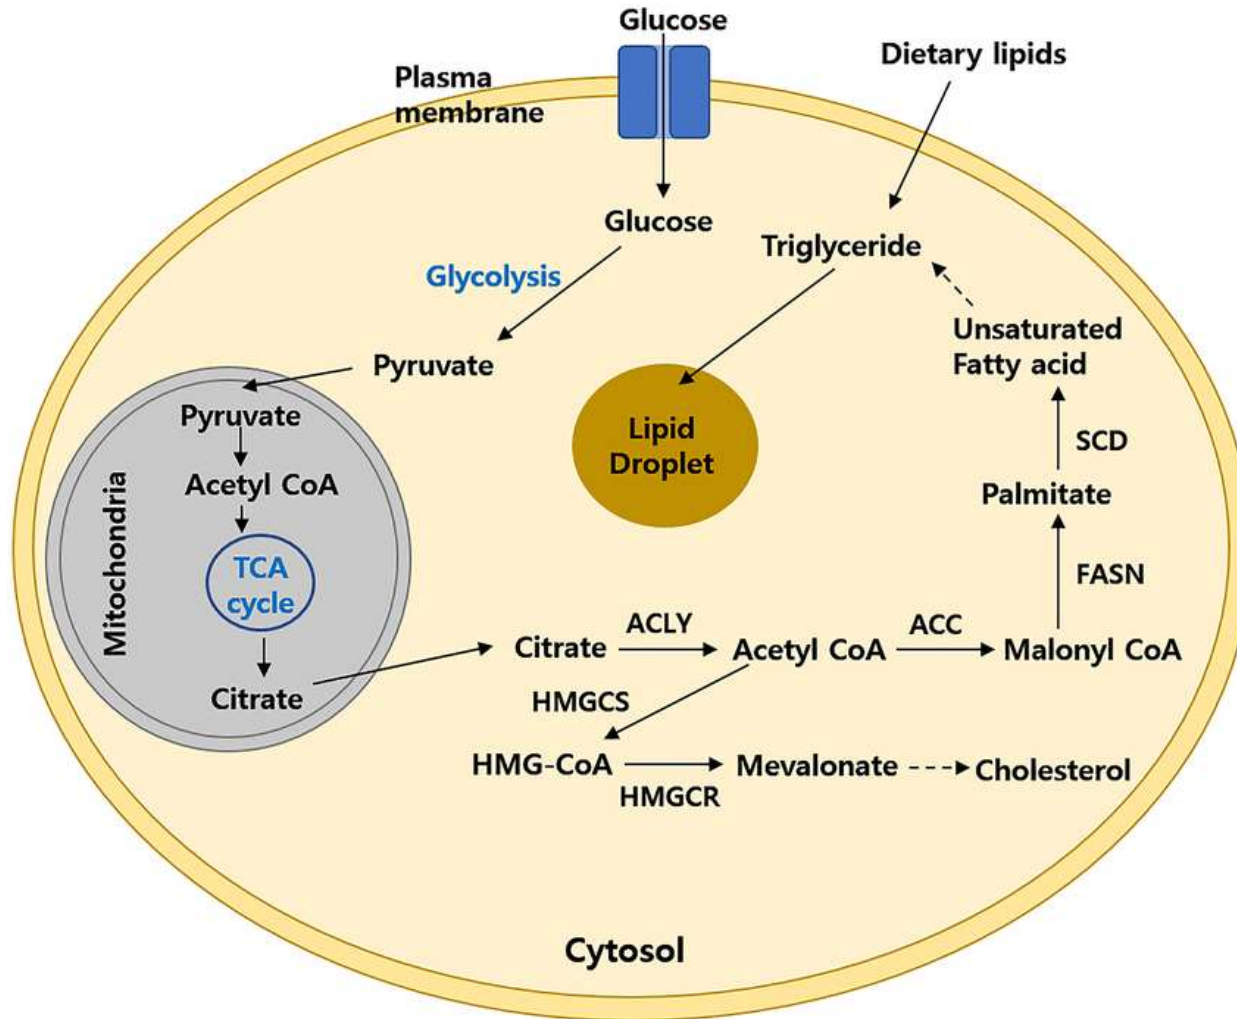 Glucose
Dietary lipids
Plasma
membrane
Glucose
Triglyceride
Glycolysis
Unsaturated
Fatty acid
Pyruvate
Pyruvate
Lipid
Droplet
SCD
Acetyl CoA
Palmitate
Mitochondria
TCA
cycle
FASN
Citrate
ACLY
Acetyl CoA
ACC
Malonyl CoA
Citrate
HMGCS
HMG-CoA
HMGCR
Mevalonate
Cholesterol
Cytosol